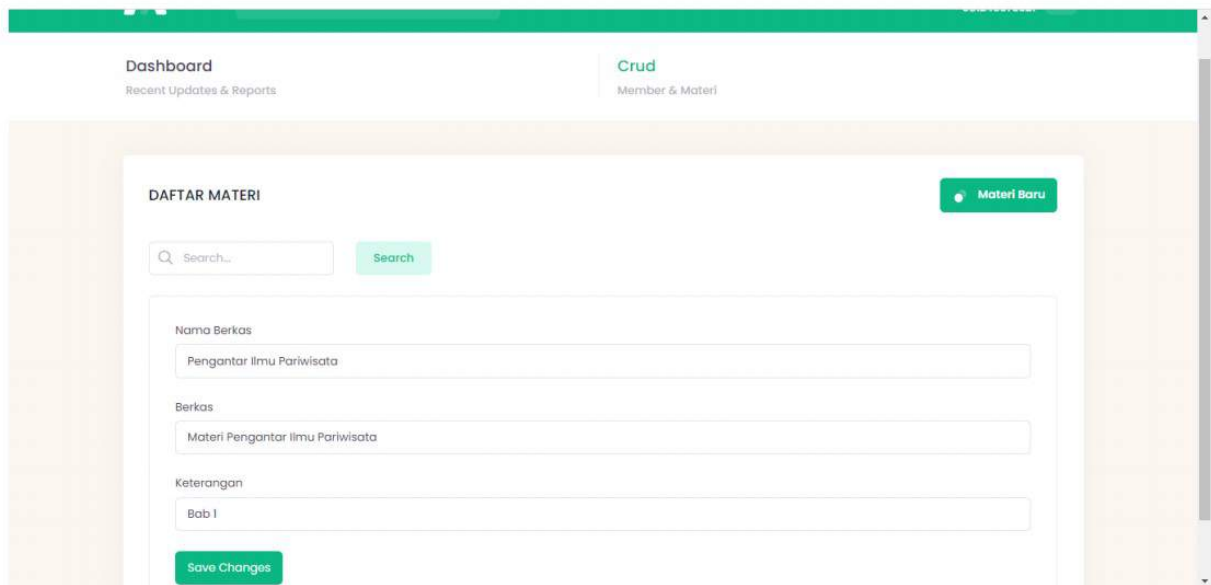 Dashboard
Recent Updates & Reports
Crud
Member & Materi
DAFTAR MATERI
Materi Baru
Search...
Search
Nama Berkas
Pengantar Ilmu Pariwisata
Berkas
Materi Pengantar Ilmu Pariwisata
Keterangan
Bab 1
Save Changes